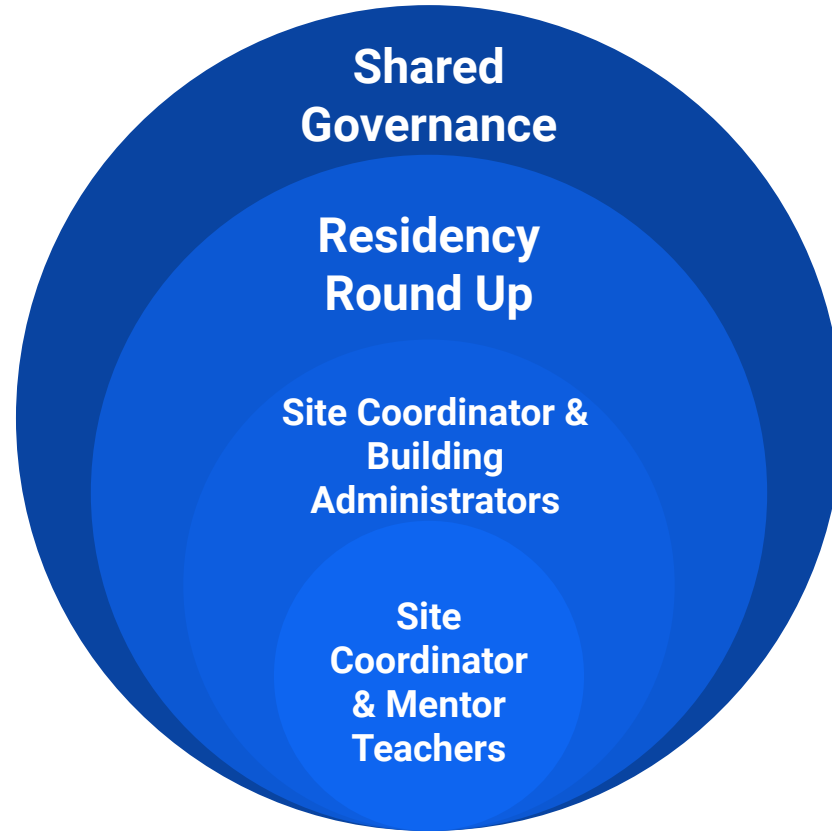 Shared
Governance
Residency
Round Up
Site Coordinator &
Building
Administrators
Site
Coordinator
& Mentor
Teachers